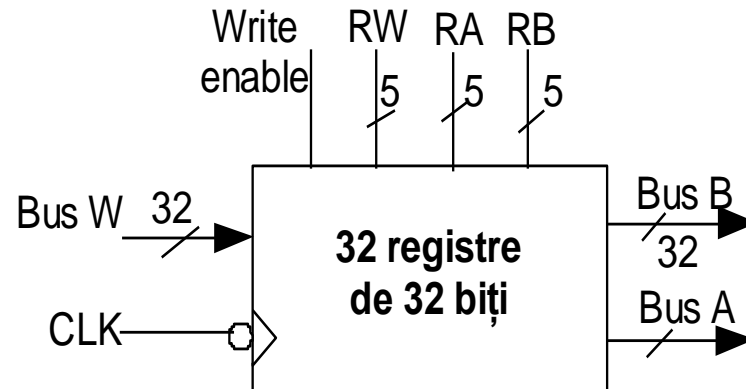 Write
enable
RW
RA
RB
5
5
5
Bus W
32
Bus B
32
32 registre
de 32 biți
CLK
Bus A